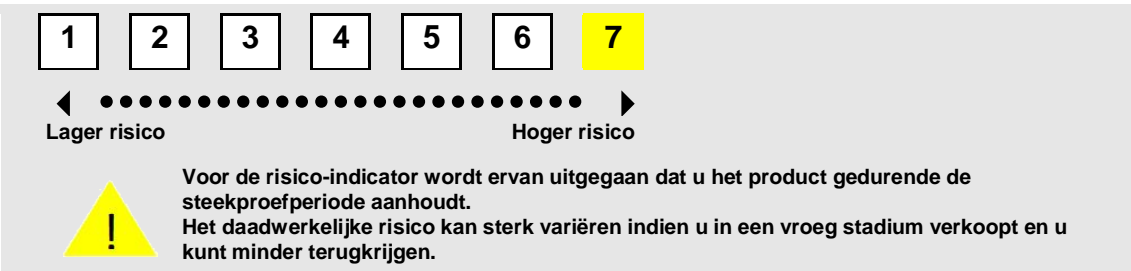 1 2 3 4 5 6 7
Lager risico Hoger risico
!
Voor de risico-indicator wordt ervan uitgegaan dat u het product gedurende de
steekproefperiode aanhoudt.
Het daadwerkelijke risico kan sterk variëren indien u in een vroeg stadium verkoopt en u
kunt minder terugkrijgen.